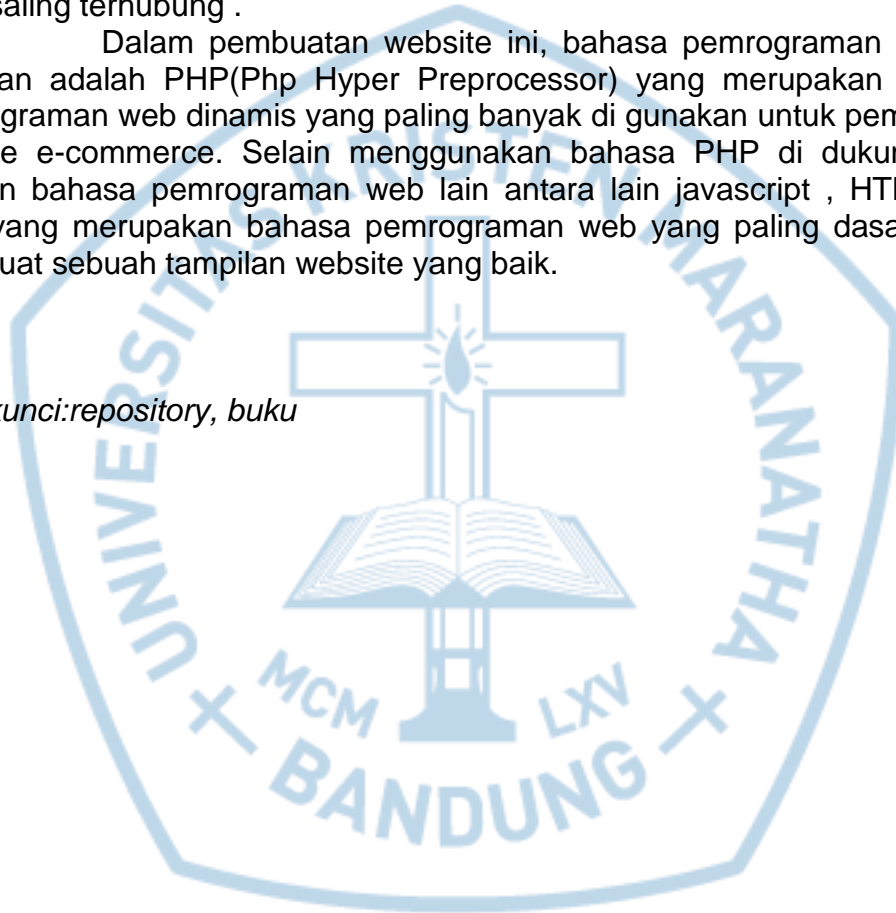 saling terhubung .
Dalam pembuatan website ini, bahasa pemrograman
an adalah PHP(Php Hyper Preprocessor) yang merupakan
graman web dinamis yang paling banyak di gunakan untuk pem
e e-commerce. Selain menggunakan bahasa PHP di duku
n bahasa pemrograman web lain antara lain javascript , HT
yang merupakan bahasa pemrograman web yang paling dasa
uat sebuah tampilan website yang baik.
kunci:repository, buku
UNIVERSITAS KRISTEN MARANATHA
MCM LXV
+ BANDUNG +